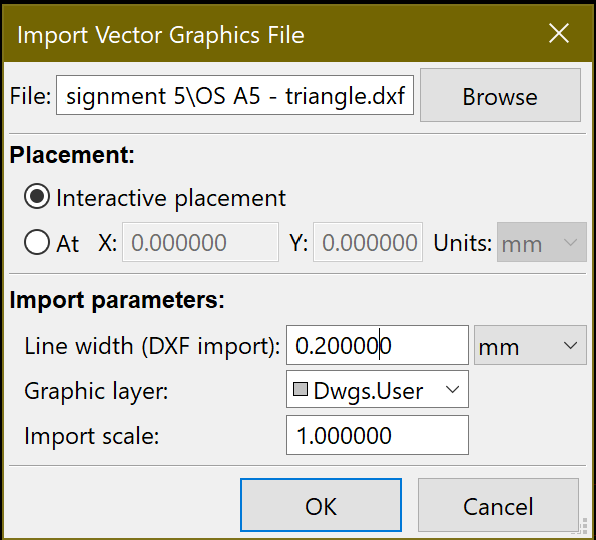 Import Vector Graphics File
File: signment 5\OS A5 - triangle.dxf Browse
Placement:
Interactive placement
At X: 0.000000 Y: 0.000000 Units: mm
Import parameters:
Line width (DXF import): 0.200000 mm
Graphic layer: Dwgs.User
Import scale: 1.000000
OK Cancel